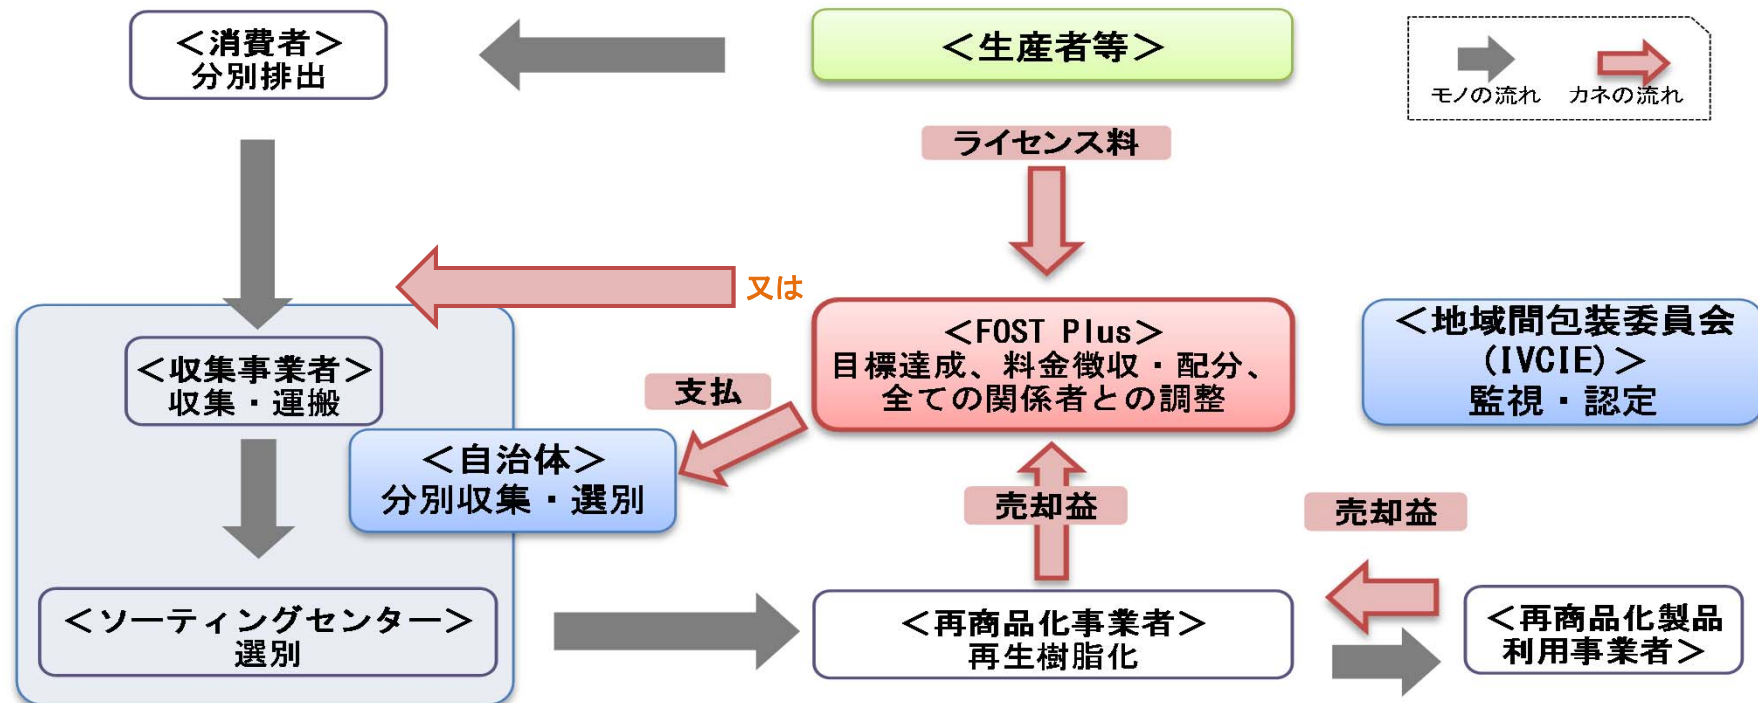 ＜消費者＞
分別排出
＜生産者等＞
モノの流れ
カネの流れ
ライセンス料
又は
＜FOST Plus＞
目標達成、料金徴収・配分、
全ての関係者との調整
＜地域間包装委員会
(IVCIE)＞
監視・認定
＜収集事業者＞
収集・運搬
支払
＜自治体＞
分別収集・選別
売却益
売却益
＜ソーティングセンター＞
選別
＜再商品化事業者＞
再生樹脂化
＜再商品化製品
利用事業者＞